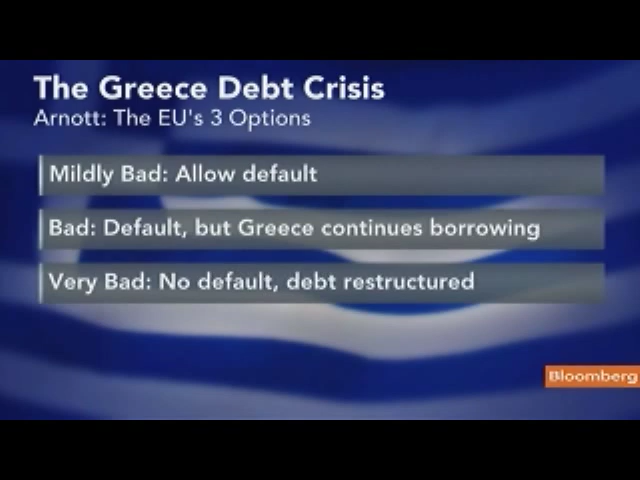 The Greece Debt Crisis
Arnott: The EU's 3 Options
Mildly Bad: Allow default
Bad: Default, but Greece continues borrowing
Very Bad: No default, debt restructured
Bloomberg